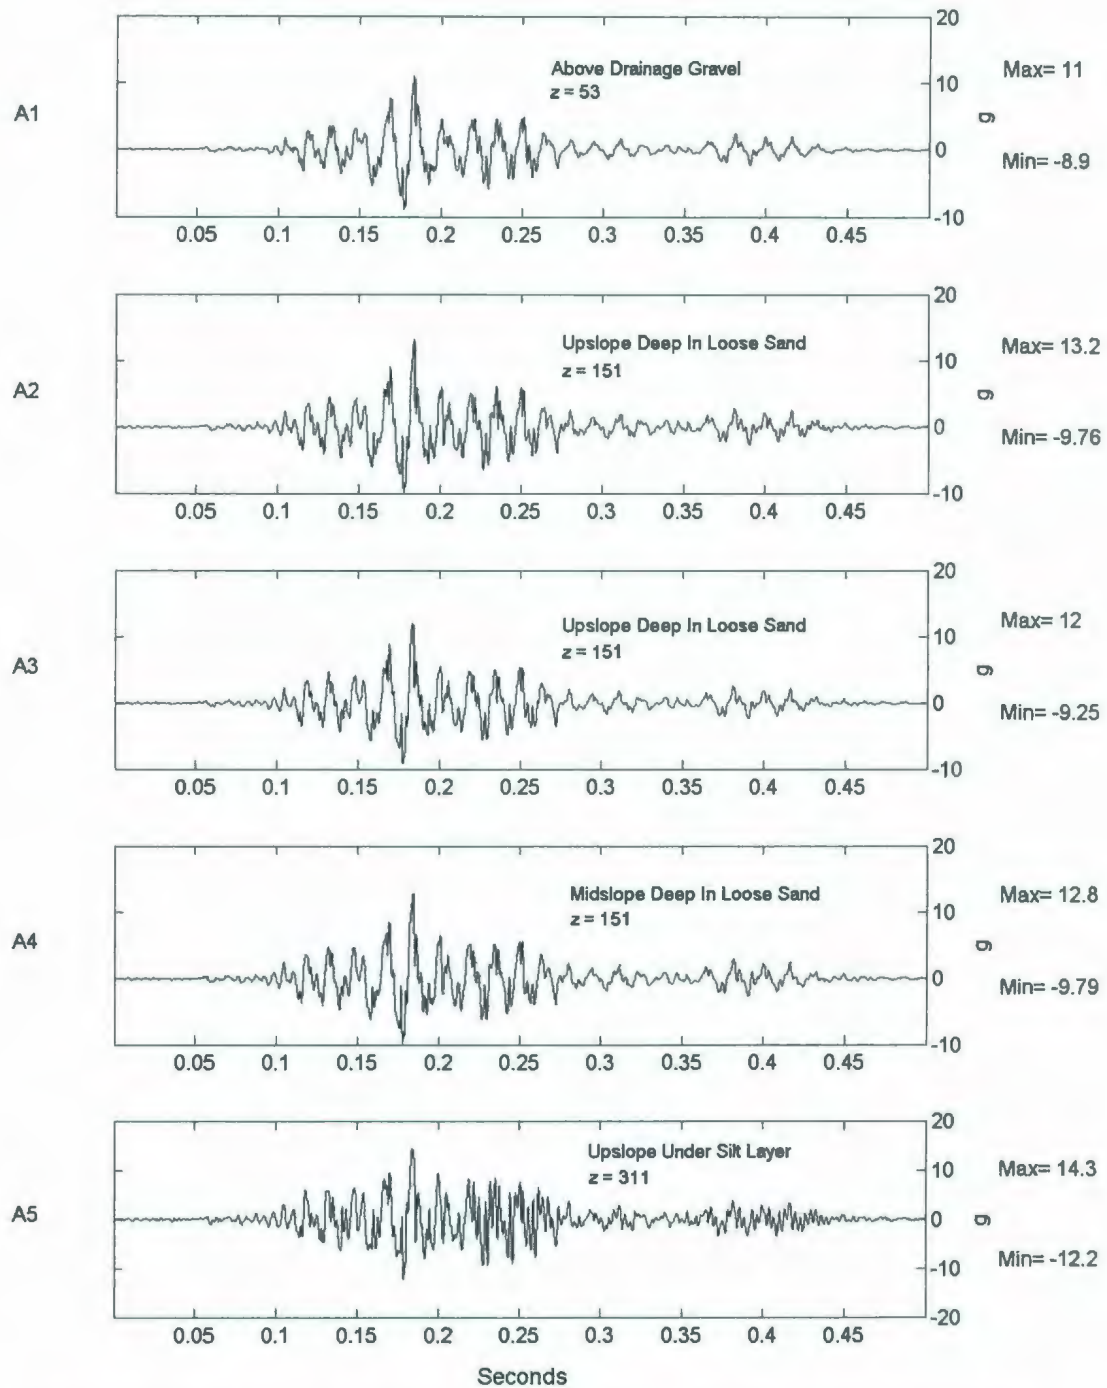 20
Above Drainage Gravel
z = 53
Max= 11
A1
10
g
0
Min= -8.9
-10
0.05 0.1 0.15 0.2 0.25 0.3 0.35 0.4 0.45
20
Upslope Deep In Loose Sand
z = 151
Max= 13.2
A2
10
g
0
Min= -9.76
-10
0.05 0.1 0.15 0.2 0.25 0.3 0.35 0.4 0.45
20
Upslope Deep In Loose Sand
z = 151
Max= 12
A3
10
g
0
Min= -9.25
-10
0.05 0.1 0.15 0.2 0.25 0.3 0.35 0.4 0.45
20
Midslope Deep In Loose Sand
z = 151
Max= 12.8
A4
10
g
0
Min= -9.79
-10
0.05 0.1 0.15 0.2 0.25 0.3 0.35 0.4 0.45
20
Upslope Under Silt Layer
z = 311
Max= 14.3
A5
10
g
0
Min= -12.2
-10
-20
0.05 0.1 0.15 0.2 0.25 0.3 0.35 0.4 0.45
Seconds